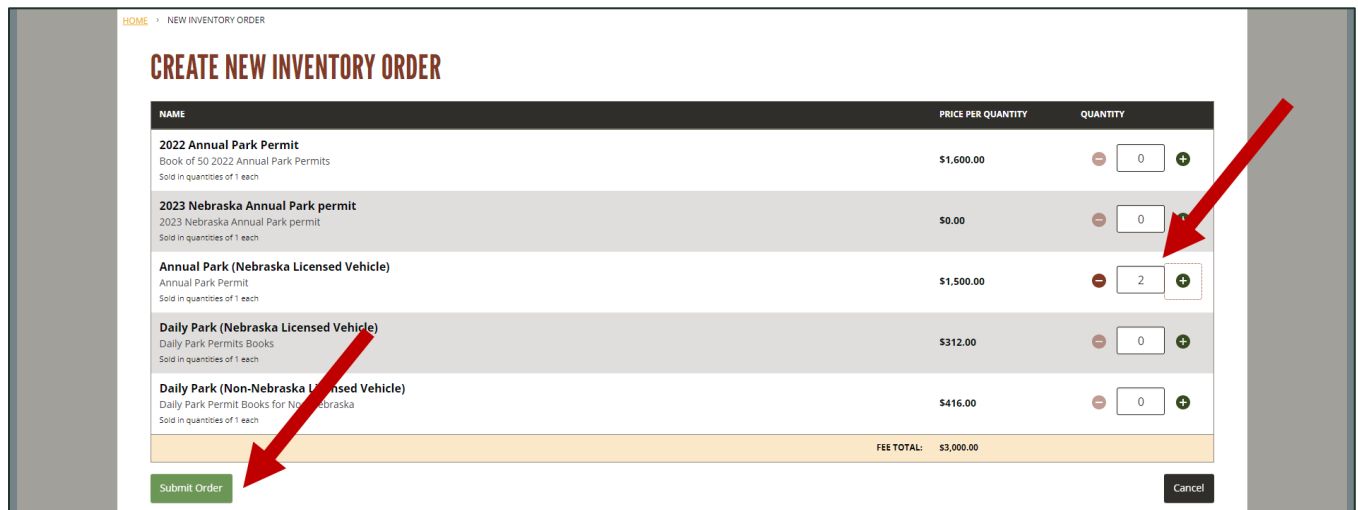 HOME › NEW INVENTORY ORDER
CREATE NEW INVENTORY ORDER
NAME PRICE PER QUANTITY QUANTITY
2022 Annual Park Permit
Book of 50 2022 Annual Park Permits
Sold in quantities of 1 each
$1,600.00 0
2023 Nebraska Annual Park permit
2023 Nebraska Annual Park permit
Sold in quantities of 1 each
$0.00 0
Annual Park (Nebraska Licensed Vehicle)
Annual Park Permit
Sold in quantities of 1 each
$1,500.00 2
Daily Park (Nebraska Licensed Vehicle)
Daily Park Permits Books
Sold in quantities of 1 each
$312.00 0
Daily Park (Non-Nebraska Licensed Vehicle)
Daily Park Permit Books for Non-Nebraska
Sold in quantities of 1 each
$416.00 0
FEE TOTAL: $3,000.00
Submit Order Cancel